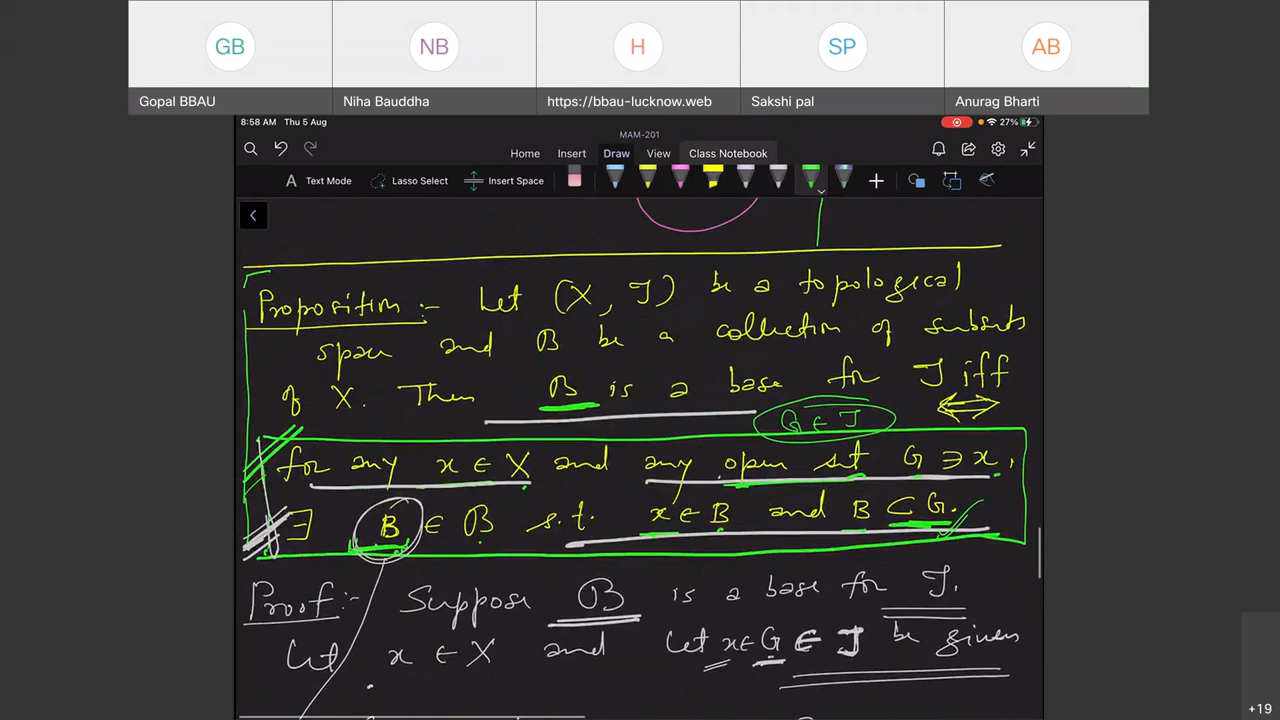 GB NB H SP AB
Gopal BBAU Niha Bauddha https://bbau-lucknow.web Sakshi pal Anurag Bharti
8:58 AM Thu 5 Aug 27%
MAM-201
Home Insert Draw View Class Notebook
A Text Mode Lasso Select Insert Space
Proposition :- Let (X, T) be a topological
space and B be a collection of subsets
of X. Then B is a base for T iff
⟺
G ∈ T
for any x ∈ X and any open set G ∋ x,
∃ B ∈ B s.t. x ∈ B and B ⊂ G.
Proof :- Suppose B is a base for T.
Let x ∈ X and let x ∈ G ∈ T be given
+19